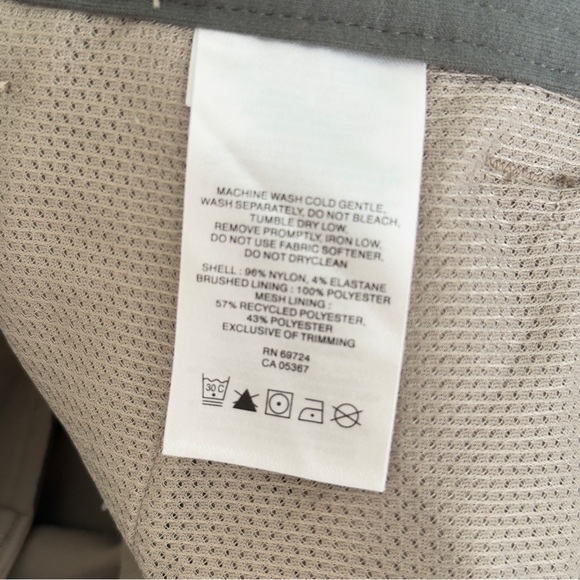 MACHINE WASH COLD GENTLE,
WASH SEPARATELY, DO NOT BLEACH,
TUMBLE DRY LOW,
REMOVE PROMPTLY, IRON LOW,
DO NOT USE FABRIC SOFTENER,
DO NOT DRYCLEAN
SHELL : 96% NYLON, 4% ELASTANE
BRUSHED LINING : 100% POLYESTER
MESH LINING :
57% RECYCLED POLYESTER,
43% POLYESTER
EXCLUSIVE OF TRIMMING
RN 69724
CA 05367
30 C